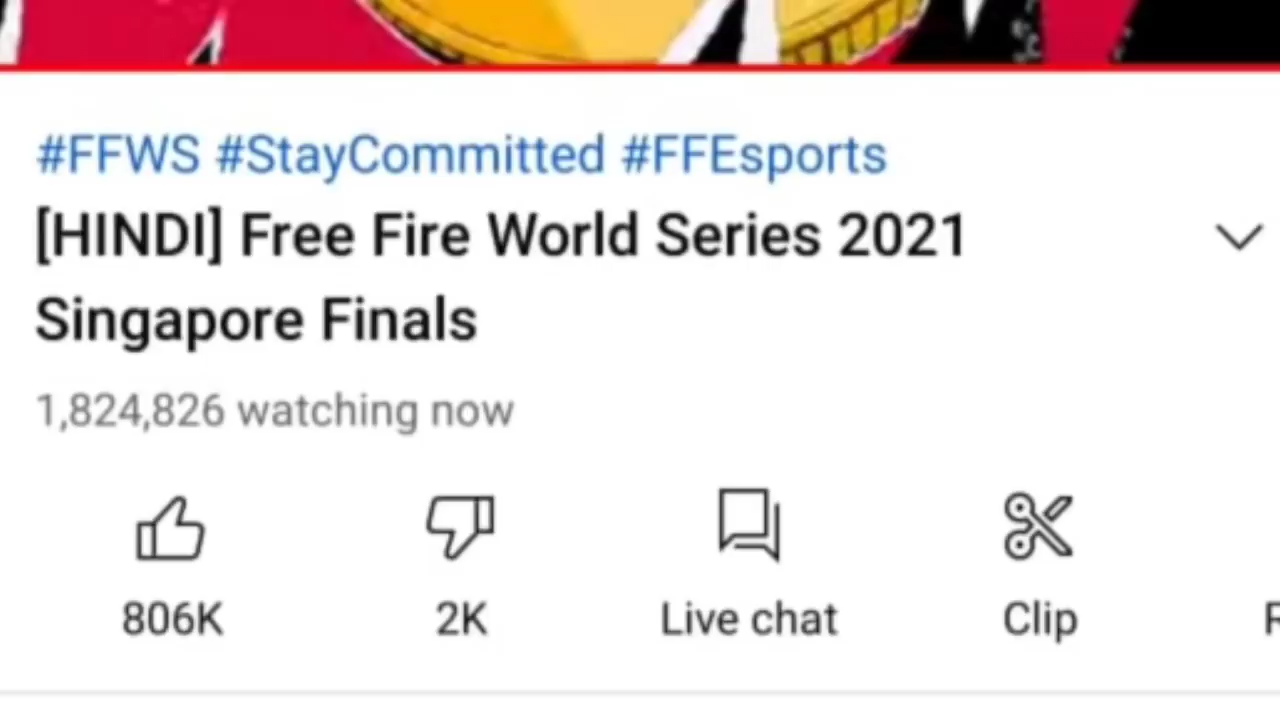 #FFWS #StayCommitted #FFEsports
[HINDI] Free Fire World Series 2021
Singapore Finals
1,824,826 watching now
806K 2K Live chat Clip